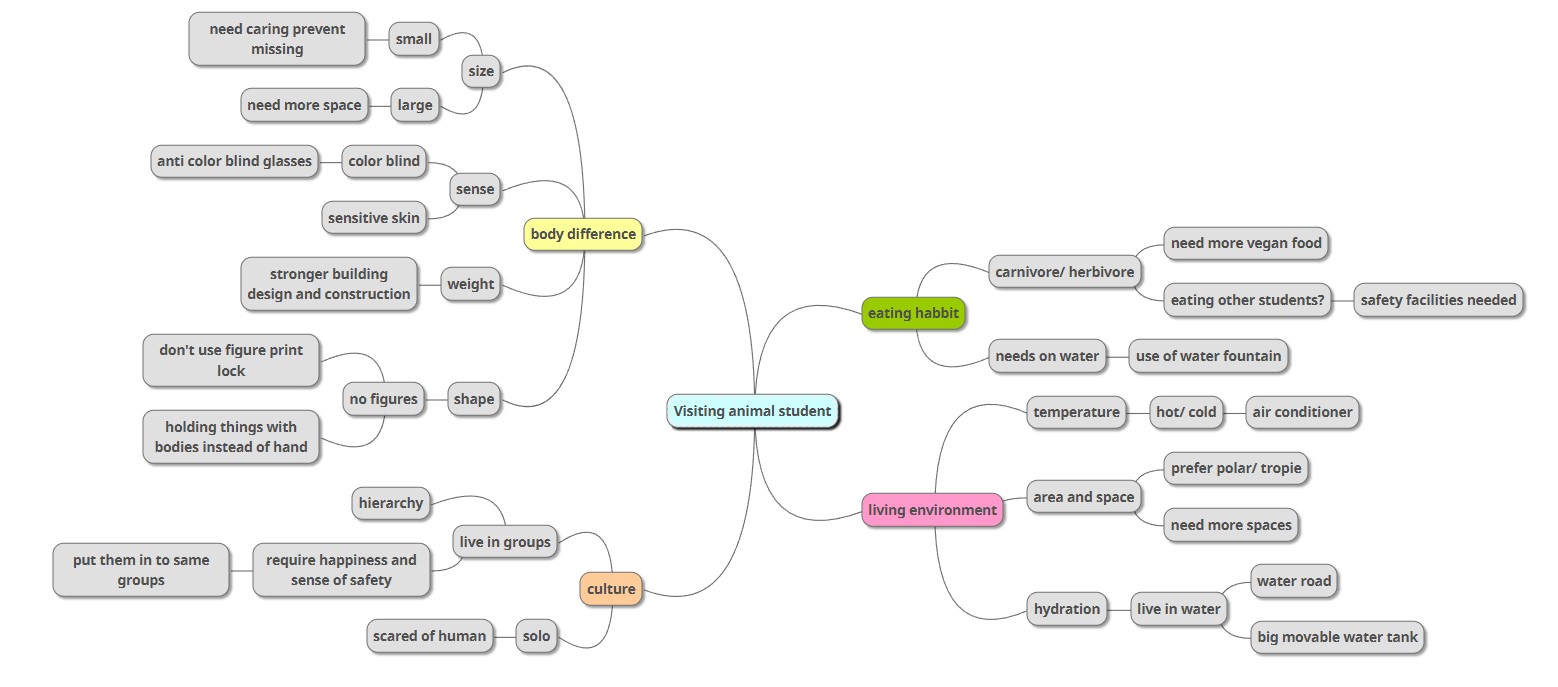 need caring prevent
missing
small
size
need more space
large
anti color blind glasses
color blind
sense
sensitive skin
body difference
stronger building
design and construction
weight
don't use figure print
lock
no figures
shape
holding things with
bodies instead of hand
hierarchy
live in groups
put them in to same
groups
require happiness and
sense of safety
culture
scared of human
solo
Visiting animal student
eating habbit
carnivore/ herbivore
need more vegan food
eating other students?
safety facilities needed
needs on water
use of water fountain
living environment
temperature
hot/ cold
air conditioner
area and space
prefer polar/ tropie
need more spaces
hydration
live in water
water road
big movable water tank